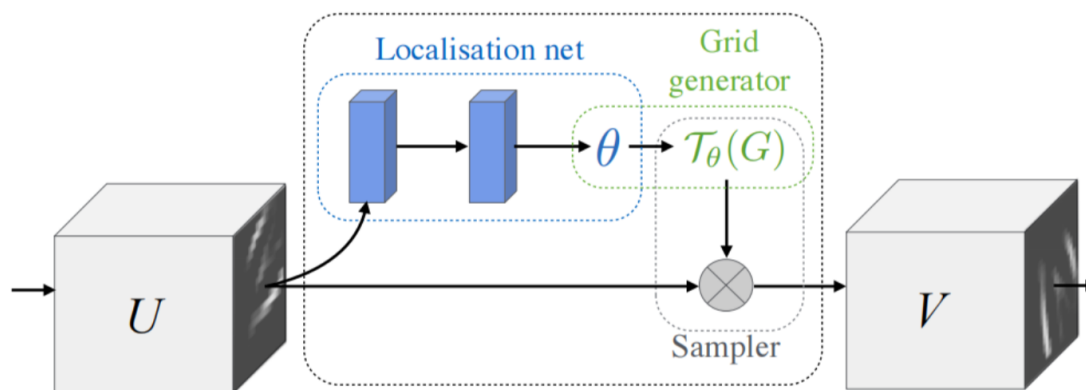 Localisation net
Grid
generator
θ
𝒯θ(G)
U
V
Sampler